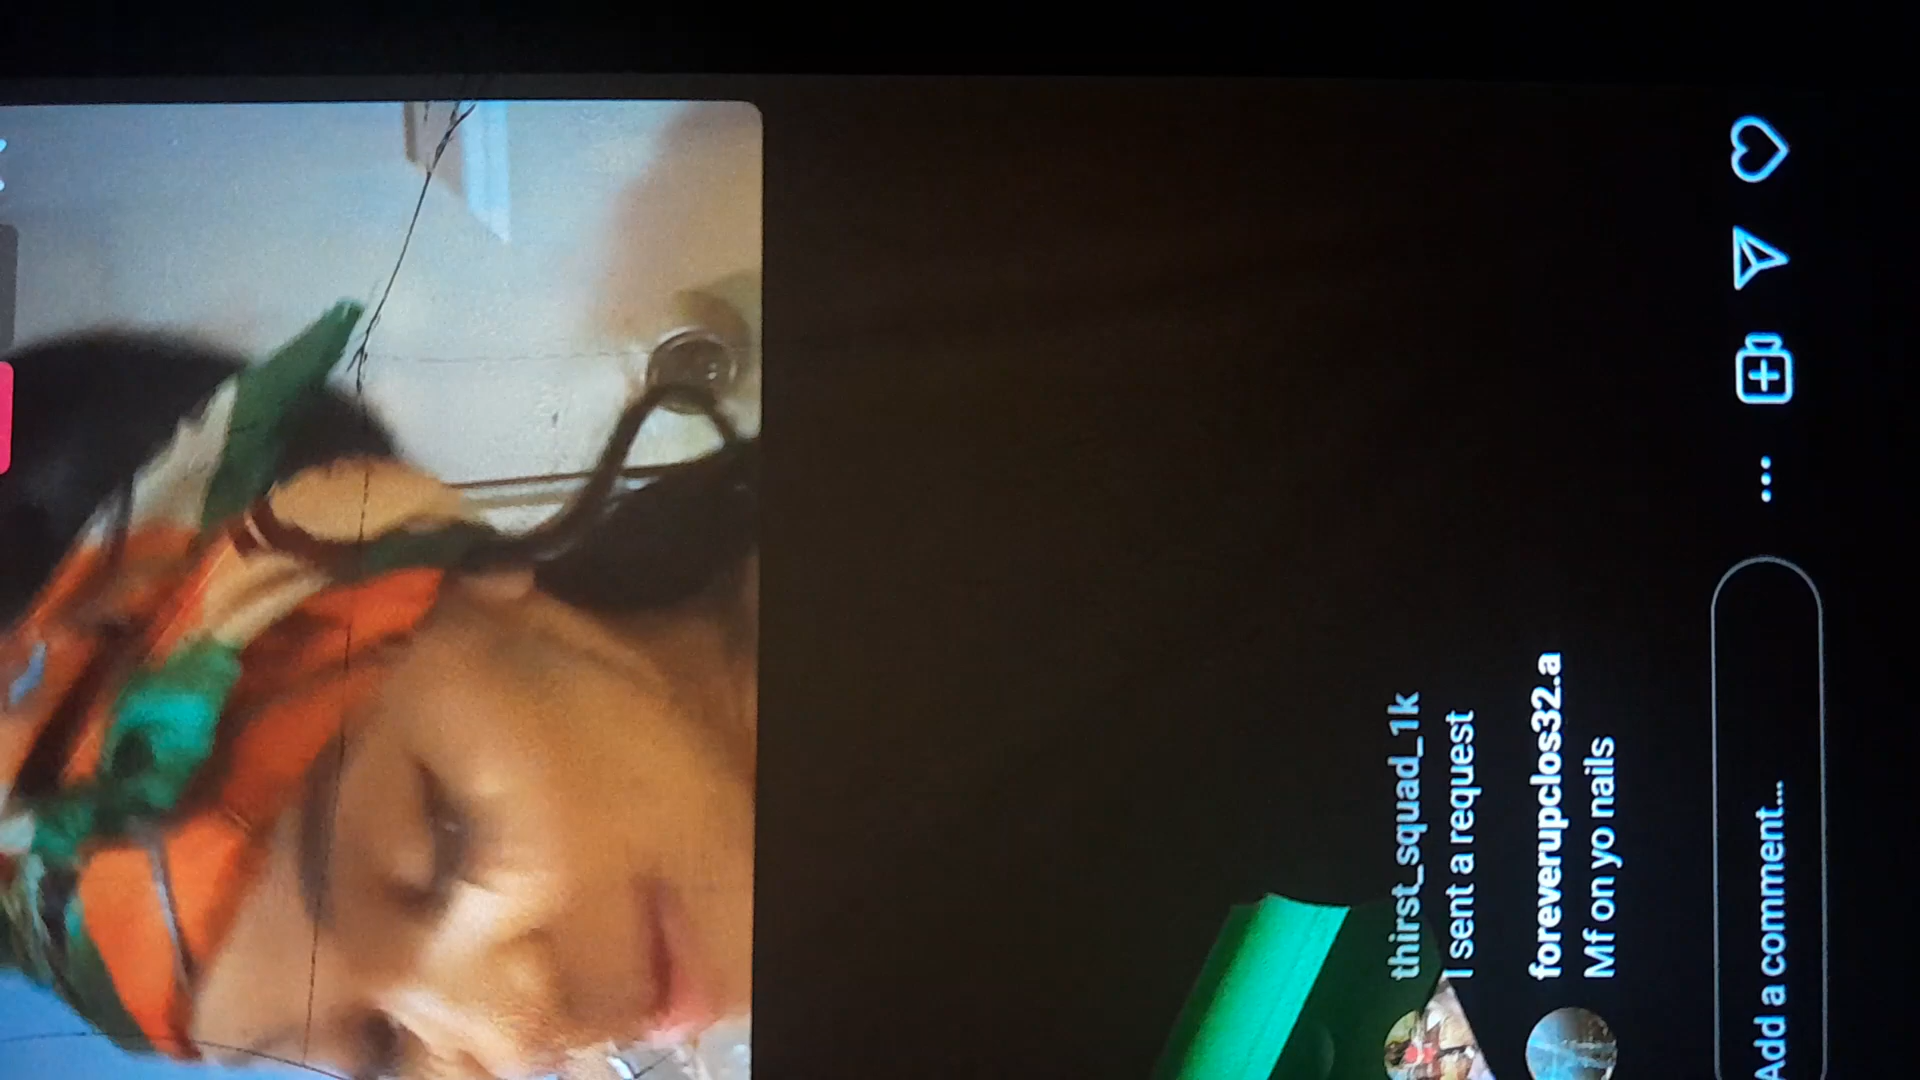 thirst_squad_1k
I sent a request
foreverupclos32.a
Mf on yo nails
Add a comment...